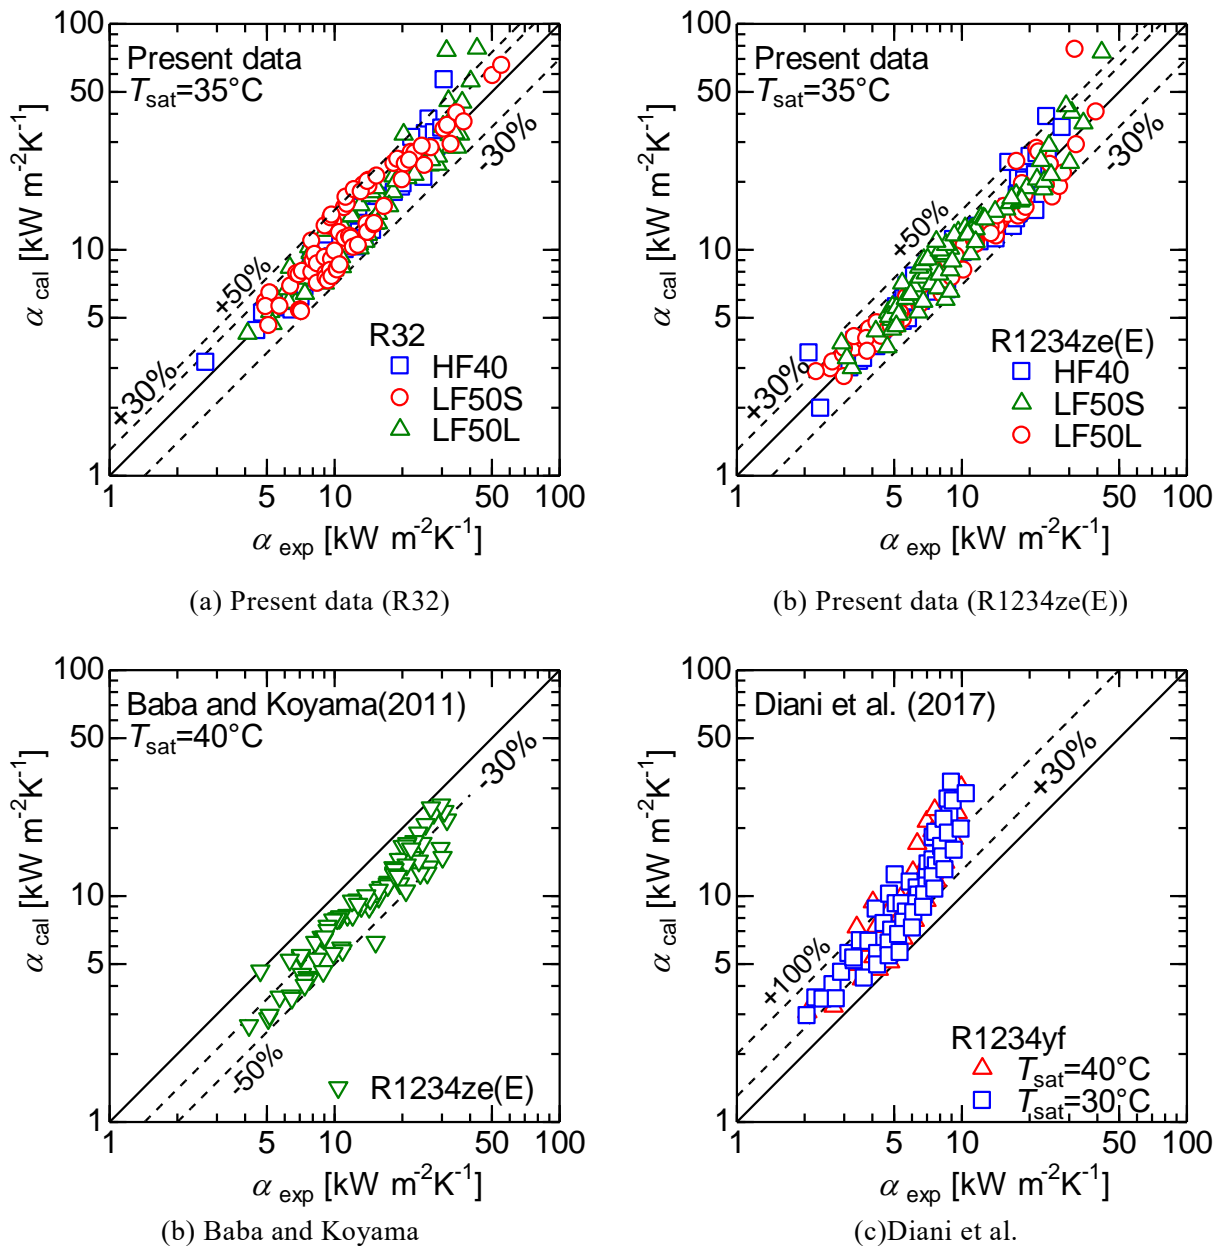 100
50
10
5
1
α cal [kW m-2K-1]
Present data
Tsat=35°C
-30%
+50%
+30%
R32
HF40
LF50S
LF50L
1
5
10
50
100
α exp [kW m-2K-1]
(a) Present data (R32)
100
50
10
5
1
α cal [kW m-2K-1]
Present data
Tsat=35°C
-30%
+50%
+30%
R1234ze(E)
HF40
LF50S
LF50L
1
5
10
50
100
α exp [kW m-2K-1]
(b) Present data (R1234ze(E))
100
50
10
5
1
α cal [kW m-2K-1]
Baba and Koyama(2011)
Tsat=40°C
-30%
-50%
R1234ze(E)
1
5
10
50
100
α exp [kW m-2K-1]
(b) Baba and Koyama
100
50
10
5
1
α cal [kW m-2K-1]
Diani et al. (2017)
+30%
+100%
R1234yf
Tsat=40°C
Tsat=30°C
1
5
10
50
100
α exp [kW m-2K-1]
(c)Diani et al.